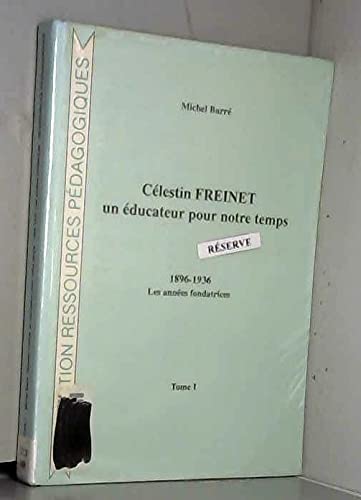 Michel Barré
Célestin FREINET
un éducateur pour notre temps
RÉSERVE
1896-1936
Les années fondatrices
Tome I
TION RESSOURCES PÉDAGOGIQUES